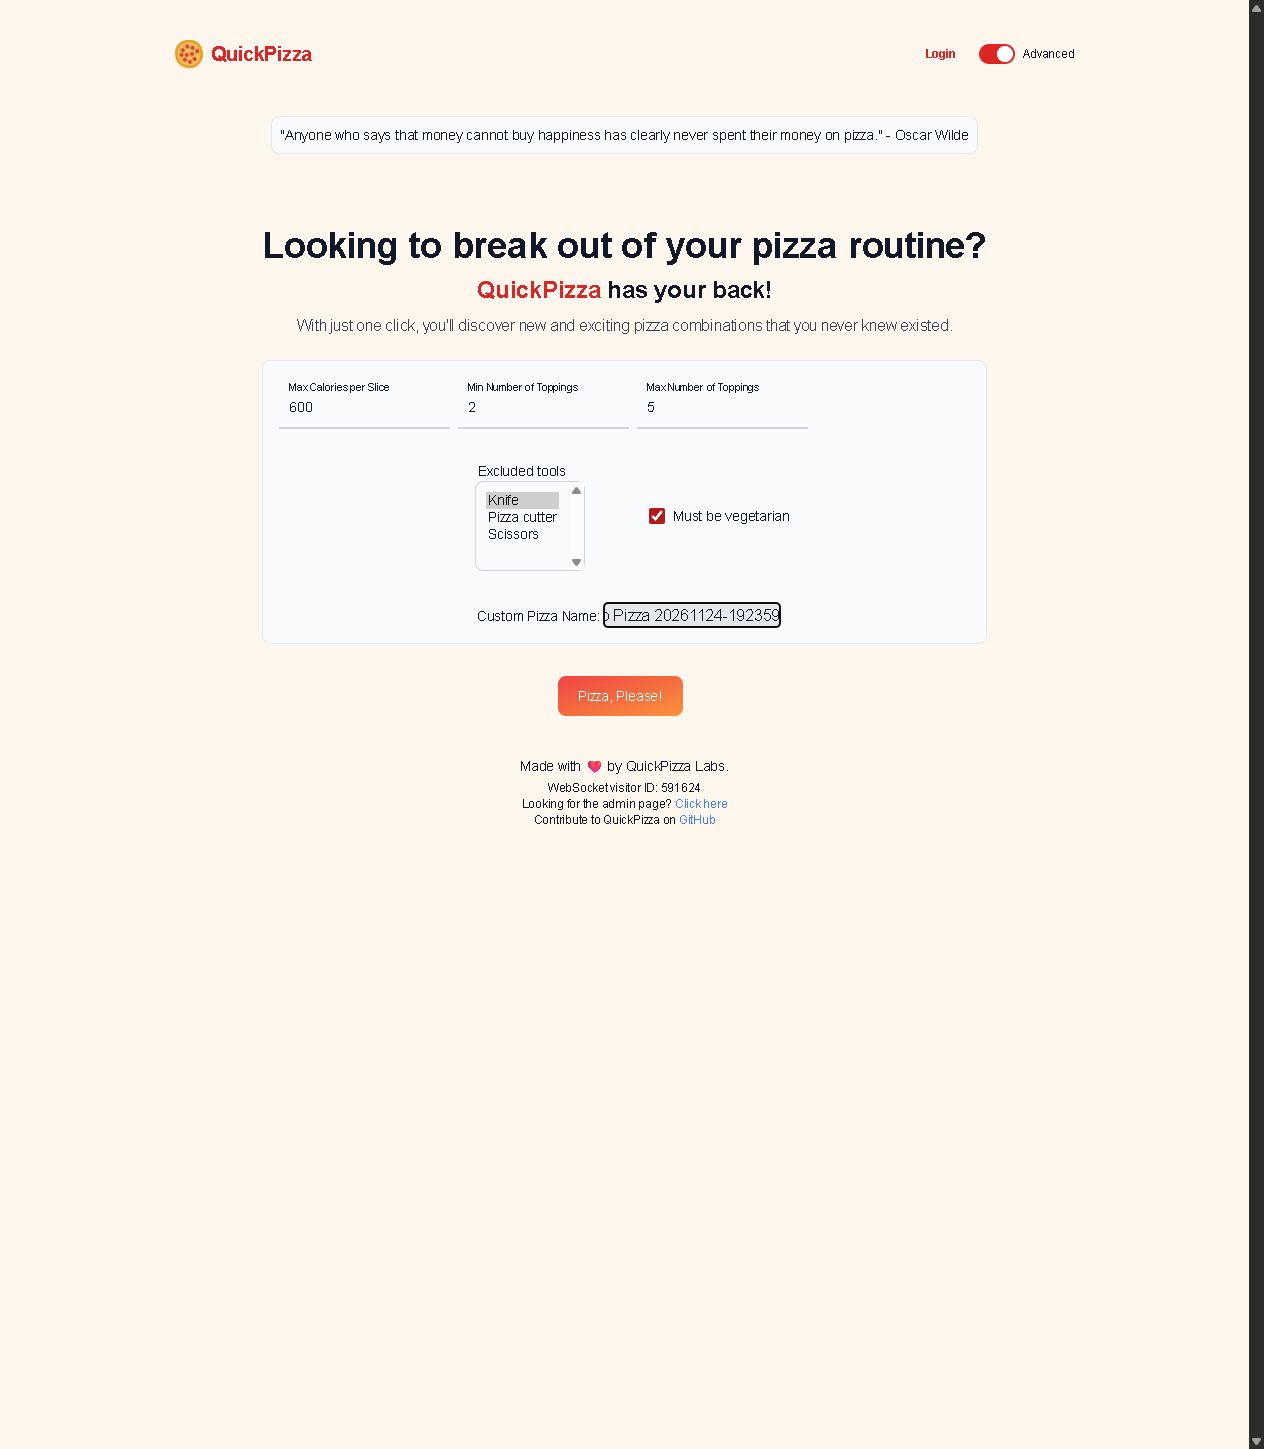 QuickPizza
Login
Advanced
"Anyone who says that money cannot buy happiness has clearly never spent their money on pizza." - Oscar Wilde
Looking to break out of your pizza routine?
QuickPizza has your back!
With just one click, you'll discover new and exciting pizza combinations that you never knew existed.
Max Calories per Slice
600
Min Number of Toppings
2
Max Number of Toppings
5
Excluded tools
Knife
Pizza cutter
Scissors
Must be vegetarian
Custom Pizza Name:
Pizza 20261124-192359
Pizza, Please!
Made with ❤ by QuickPizza Labs.
WebSocket visitor ID: 591624
Looking for the admin page? Click here
Contribute to QuickPizza on GitHub